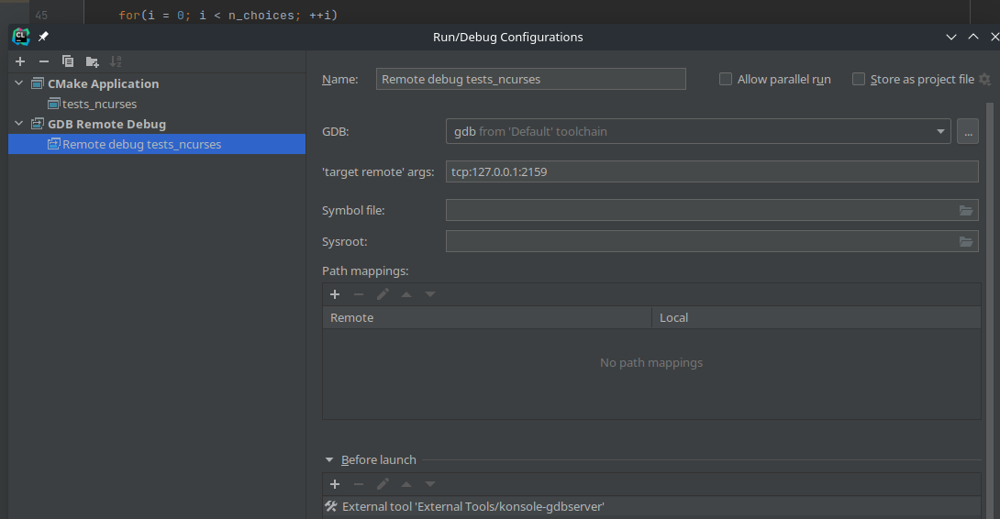 45 for(i = 0; i < n_choices; ++i)
CL Run/Debug Configurations
CMake Application
tests_ncurses
GDB Remote Debug
Remote debug tests_ncurses
Name: Remote debug tests_ncurses Allow parallel run Store as project file
GDB: gdb from 'Default' toolchain ...
'target remote' args: tcp:127.0.0.1:2159
Symbol file:
Sysroot:
Path mappings:
Remote Local
No path mappings
Before launch
External tool 'External Tools/konsole-gdbserver'